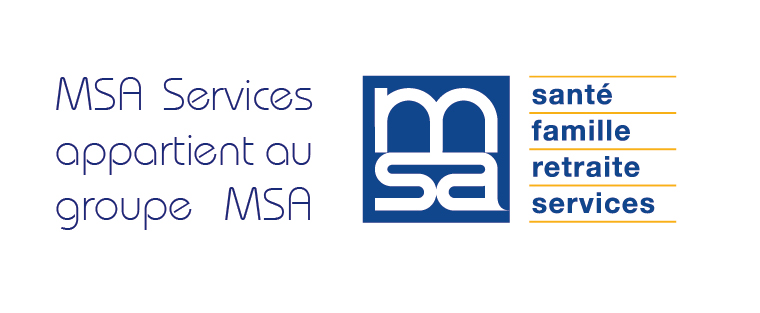 MSA Services
appartient au
groupe MSA
msa
santé
famille
retraite
services